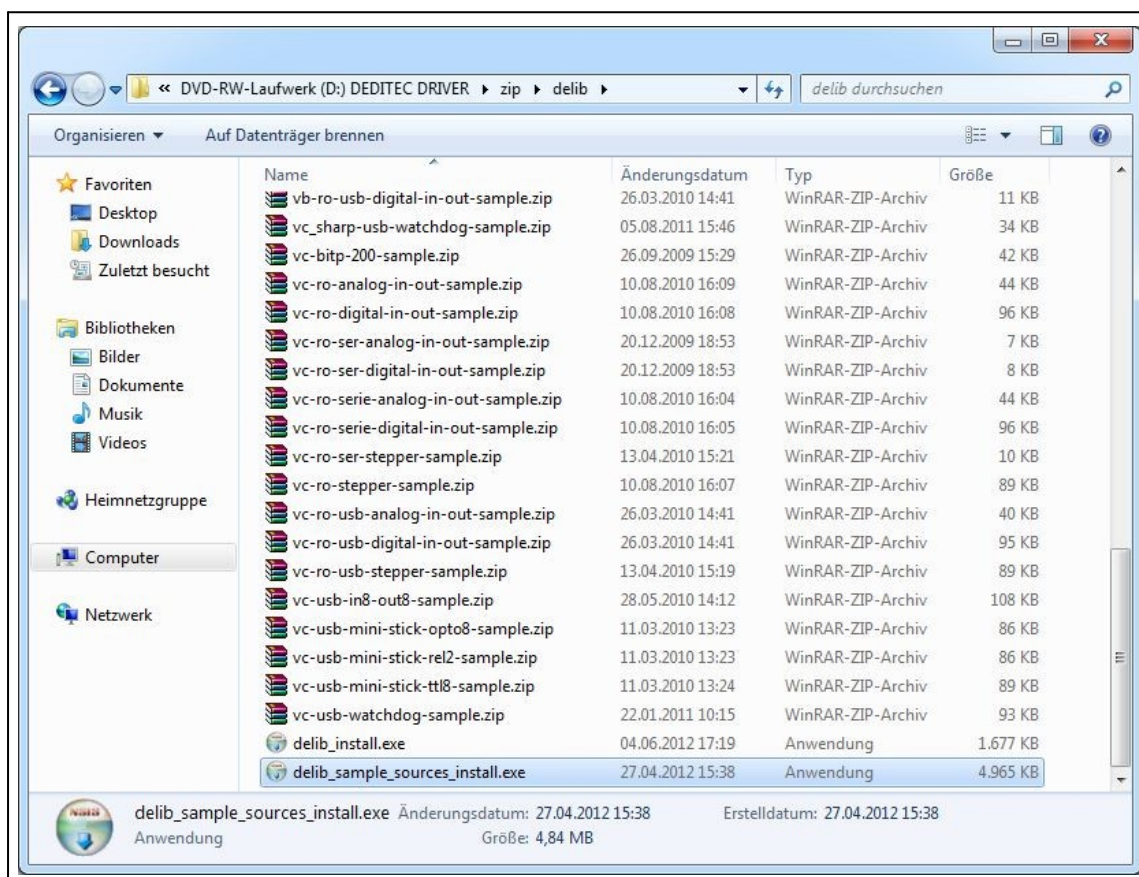 « DVD-RW-Laufwerk (D:) DEDITEC DRIVER ▸ zip ▸ delib ▸ delib durchsuchen
Organisieren Auf Datenträger brennen
Name Änderungsdatum Typ Größe
Favoriten
Desktop
Downloads
Zuletzt besucht
Bibliotheken
Bilder
Dokumente
Musik
Videos
Heimnetzgruppe
Computer
Netzwerk
vb-ro-usb-digital-in-out-sample.zip 26.03.2010 14:41 WinRAR-ZIP-Archiv 11 KB
vc_sharp-usb-watchdog-sample.zip 05.08.2011 15:46 WinRAR-ZIP-Archiv 34 KB
vc-bitp-200-sample.zip 26.09.2009 15:29 WinRAR-ZIP-Archiv 42 KB
vc-ro-analog-in-out-sample.zip 10.08.2010 16:09 WinRAR-ZIP-Archiv 44 KB
vc-ro-digital-in-out-sample.zip 10.08.2010 16:08 WinRAR-ZIP-Archiv 96 KB
vc-ro-ser-analog-in-out-sample.zip 20.12.2009 18:53 WinRAR-ZIP-Archiv 7 KB
vc-ro-ser-digital-in-out-sample.zip 20.12.2009 18:53 WinRAR-ZIP-Archiv 8 KB
vc-ro-serie-analog-in-out-sample.zip 10.08.2010 16:04 WinRAR-ZIP-Archiv 44 KB
vc-ro-serie-digital-in-out-sample.zip 10.08.2010 16:05 WinRAR-ZIP-Archiv 96 KB
vc-ro-ser-stepper-sample.zip 13.04.2010 15:21 WinRAR-ZIP-Archiv 10 KB
vc-ro-stepper-sample.zip 10.08.2010 16:07 WinRAR-ZIP-Archiv 89 KB
vc-ro-usb-analog-in-out-sample.zip 26.03.2010 14:41 WinRAR-ZIP-Archiv 40 KB
vc-ro-usb-digital-in-out-sample.zip 26.03.2010 14:41 WinRAR-ZIP-Archiv 95 KB
vc-ro-usb-stepper-sample.zip 13.04.2010 15:19 WinRAR-ZIP-Archiv 89 KB
vc-usb-in8-out8-sample.zip 28.05.2010 14:12 WinRAR-ZIP-Archiv 108 KB
vc-usb-mini-stick-opto8-sample.zip 11.03.2010 13:23 WinRAR-ZIP-Archiv 86 KB
vc-usb-mini-stick-rel2-sample.zip 11.03.2010 13:23 WinRAR-ZIP-Archiv 86 KB
vc-usb-mini-stick-ttl8-sample.zip 11.03.2010 13:24 WinRAR-ZIP-Archiv 89 KB
vc-usb-watchdog-sample.zip 22.01.2011 10:15 WinRAR-ZIP-Archiv 93 KB
delib_install.exe 04.06.2012 17:19 Anwendung 1.677 KB
delib_sample_sources_install.exe 27.04.2012 15:38 Anwendung 4.965 KB
delib_sample_sources_install.exe Änderungsdatum: 27.04.2012 15:38 Erstelldatum: 27.04.2012 15:38
Anwendung Größe: 4,84 MB